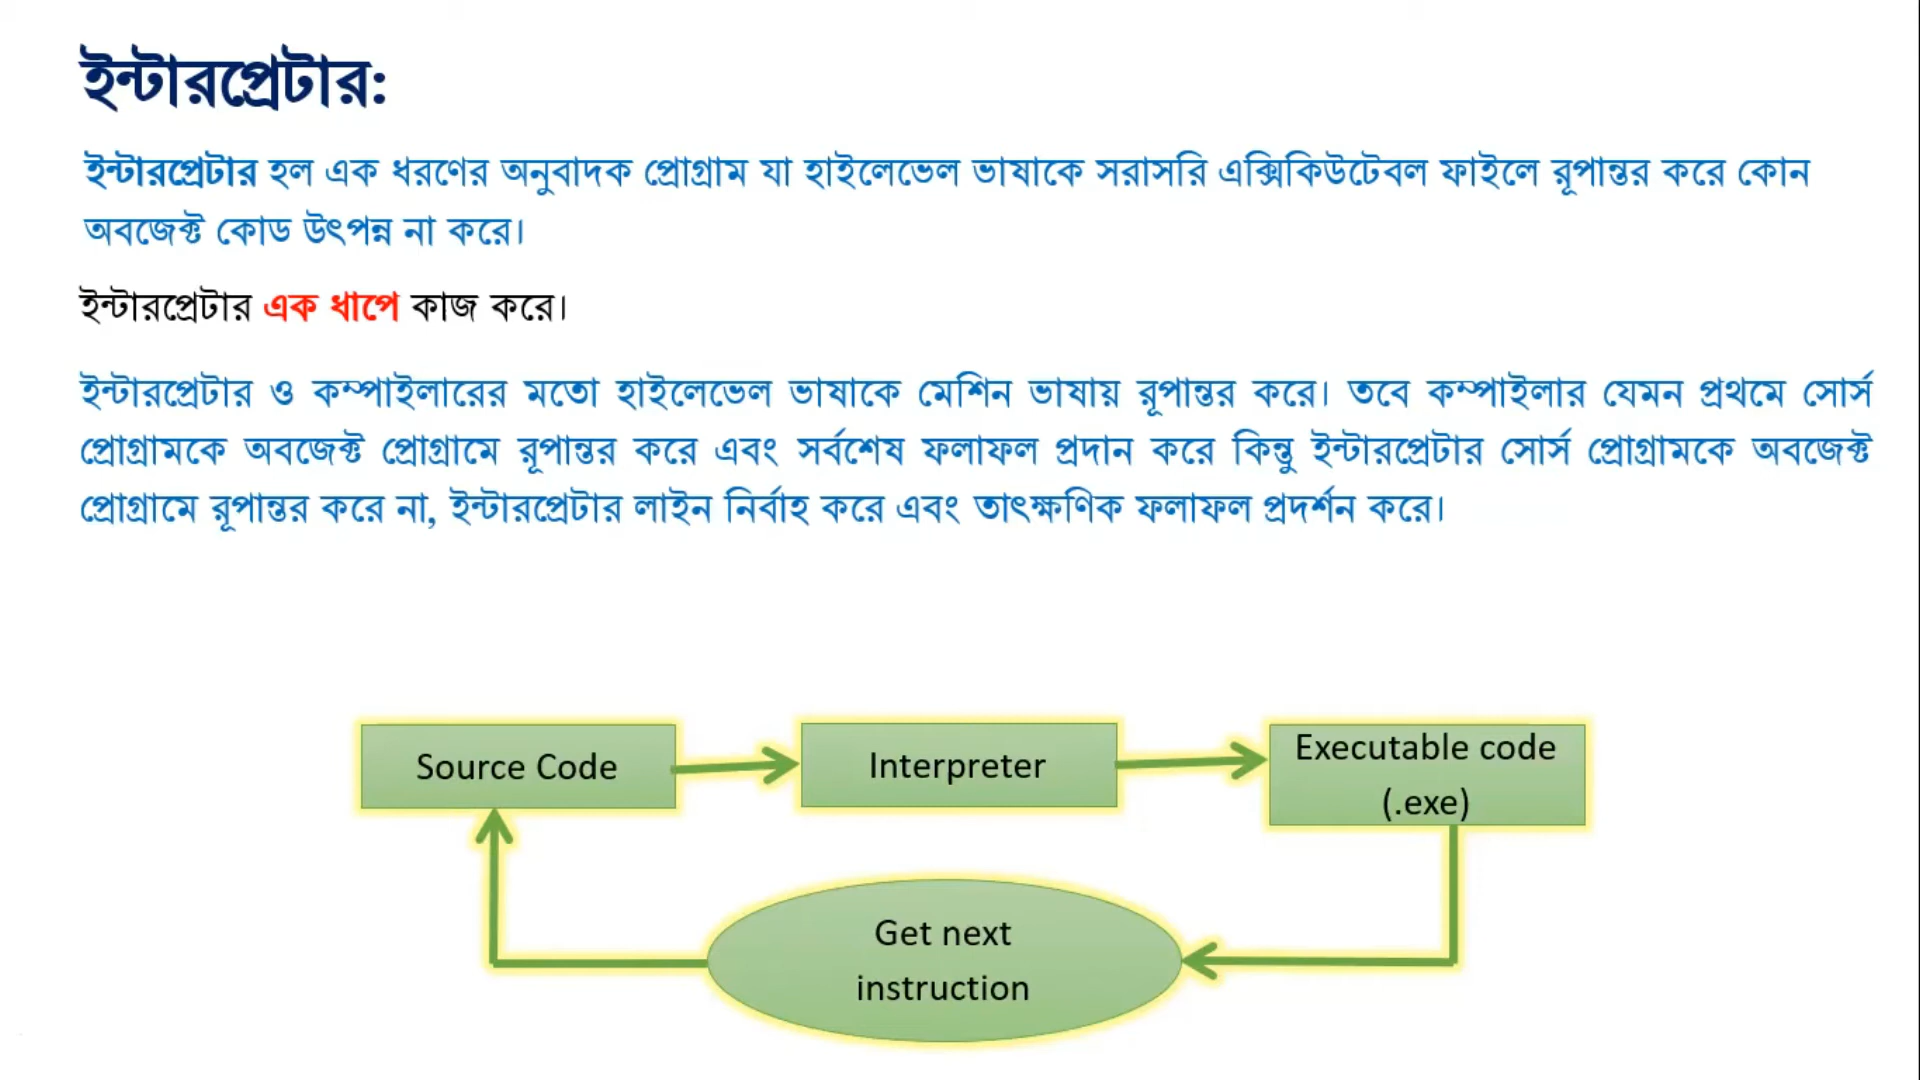 ইন্টারপ্রেটার:
ইন্টারপ্রেটার হল এক ধরণের অনুবাদক প্রোগ্রাম যা হাইলেভেল ভাষাকে সরাসরি এক্সিকিউটেবল ফাইলে রূপান্তর করে কোন
অবজেক্ট কোড উৎপন্ন না করে।
ইন্টারপ্রেটার এক ধাপে কাজ করে।
ইন্টারপ্রেটার ও কম্পাইলারের মতো হাইলেভেল ভাষাকে মেশিন ভাষায় রূপান্তর করে। তবে কম্পাইলার যেমন প্রথমে সোর্স
প্রোগ্রামকে অবজেক্ট প্রোগ্রামে রূপান্তর করে এবং সর্বশেষ ফলাফল প্রদান করে কিন্তু ইন্টারপ্রেটার সোর্স প্রোগ্রামকে অবজেক্ট
প্রোগ্রামে রূপান্তর করে না, ইন্টারপ্রেটার লাইন নির্বাহ করে এবং তাৎক্ষণিক ফলাফল প্রদর্শন করে।
Source Code
Interpreter
Executable code
(.exe)
Get next
instruction